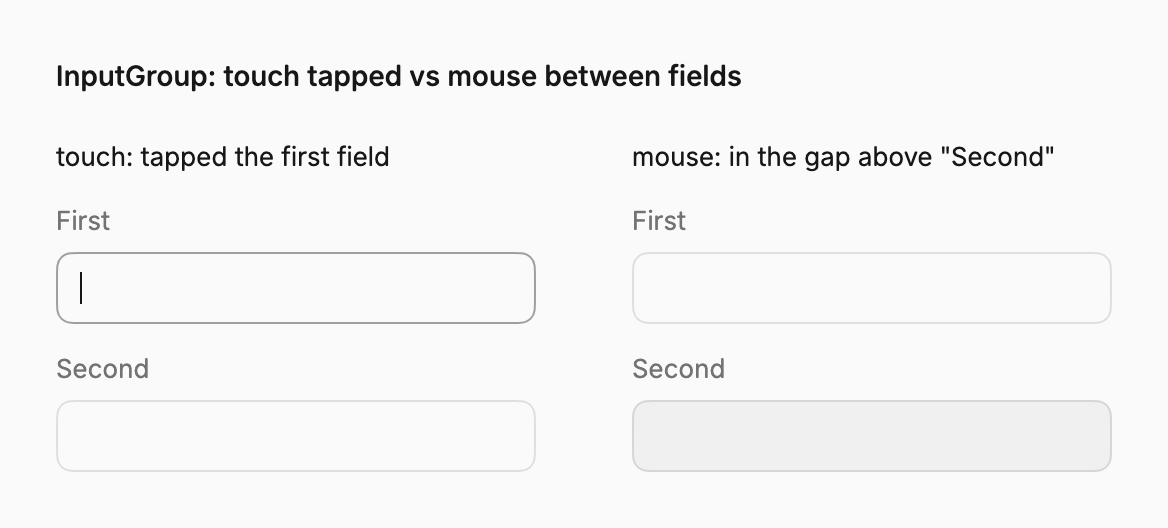 InputGroup: touch tapped vs mouse between fields
touch: tapped the first field
First
Second
mouse: in the gap above "Second"
First
Second